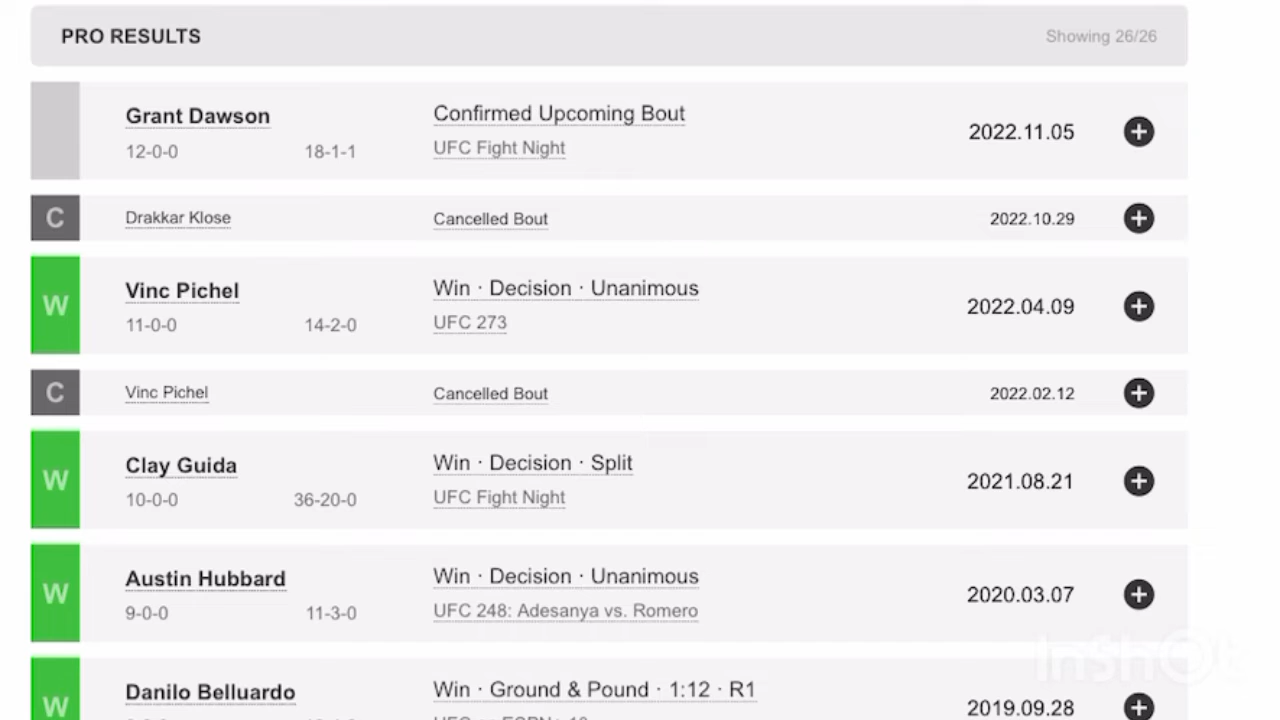 PRO RESULTS
Showing 26/26
Grant Dawson
Confirmed Upcoming Bout
2022.11.05
12-0-0
18-1-1
UFC Fight Night
C
Drakkar Klose
Cancelled Bout
2022.10.29
W
Vinc Pichel
Win · Decision · Unanimous
2022.04.09
11-0-0
14-2-0
UFC 273
C
Vinc Pichel
Cancelled Bout
2022.02.12
W
Clay Guida
Win · Decision · Split
2021.08.21
10-0-0
36-20-0
UFC Fight Night
W
Austin Hubbard
Win · Decision · Unanimous
2020.03.07
9-0-0
11-3-0
UFC 248: Adesanya vs. Romero
InShOt
W
Danilo Belluardo
Win · Ground & Pound · 1:12 · R1
2019.09.28